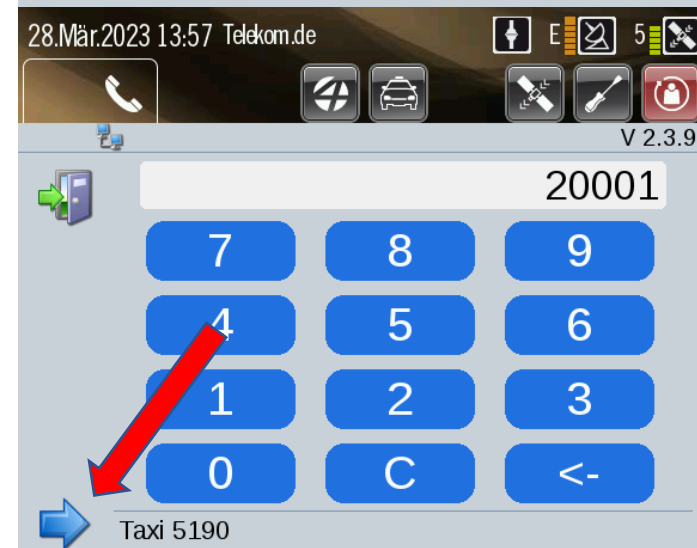 28.Mär.2023 13:57 Telekom.de E 5
V 2.3.9
20001
7 8 9
4 5 6
1 2 3
0 C <-
Taxi 5190